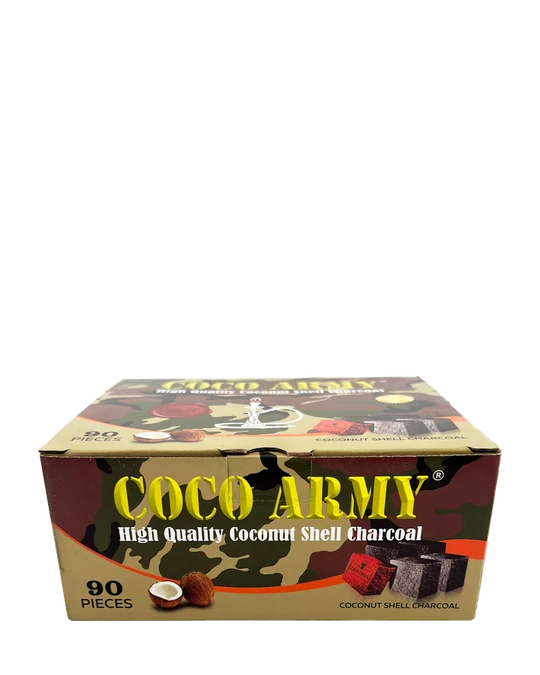 COCO ARMY
High Quality Coconut Shell Charcoal
90
PIECES
COCONUT SHELL CHARCOAL
COCO ARMY®
High Quality Coconut Shell Charcoal
90
PIECES
COCONUT SHELL CHARCOAL